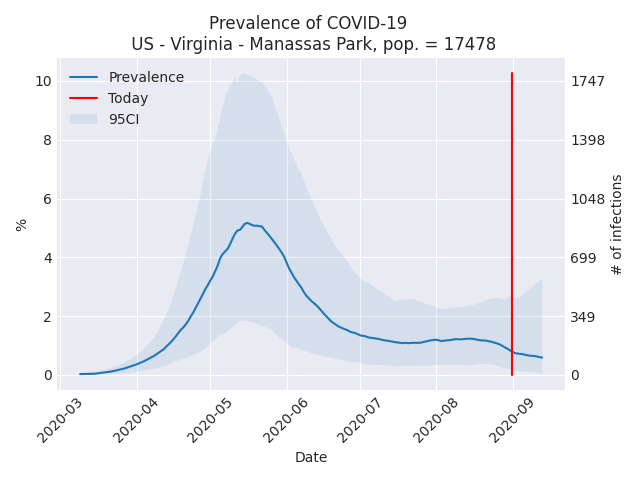 Prevalence of COVID-19
US - Virginia - Manassas Park, pop. = 17478
Prevalence
Today
95CI
10
8
6
4
2
0
%
1747
1398
1048
699
349
0
# of infections
2020-03
2020-04
2020-05
2020-06
2020-07
2020-08
2020-09
Date